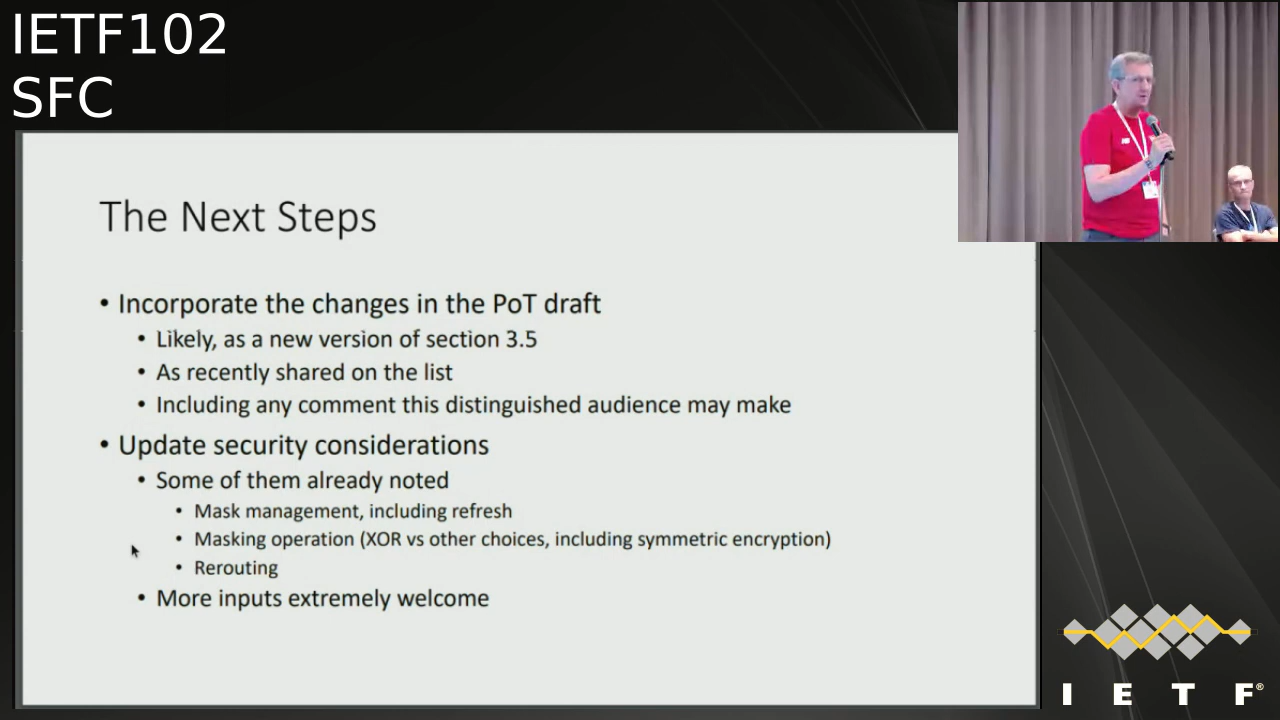 IETF102
SFC
The Next Steps
• Incorporate the changes in the PoT draft
• Likely, as a new version of section 3.5
• As recently shared on the list
• Including any comment this distinguished audience may make
• Update security considerations
• Some of them already noted
• Mask management, including refresh
• Masking operation (XOR vs other choices, including symmetric encryption)
• Rerouting
• More inputs extremely welcome
I E T F®